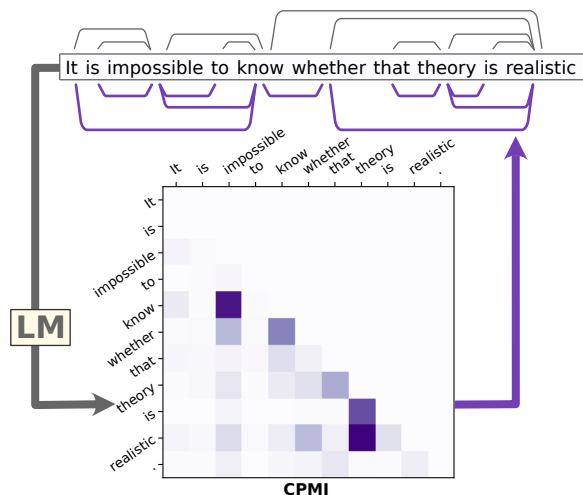 It is impossible to know whether that theory is realistic
It is impossible to know whether that theory is realistic .
It
is
impossible
to
know
whether
that
theory
is
realistic
.
LM
CPMI